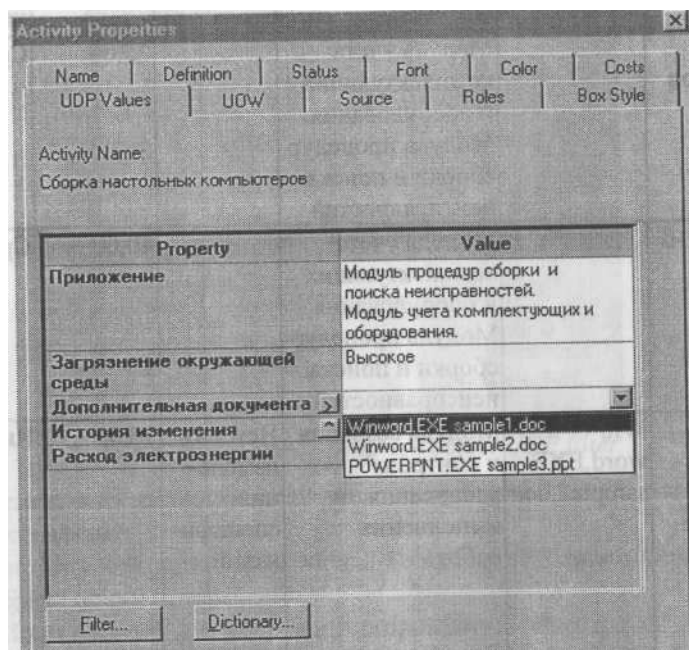 Activity Properties
Name Definition Status Font Color Costs
UDP Values UOW Source Roles Box Style
Activity Name:
Сборка настольных компьютеров
Property Value
Приложение Модуль процедур сборки и
поиска неисправностей.
Модуль учета комплектующих и
оборудования.
Загрязнение окружающей Высокое
среды
Дополнительная документа >
История изменения Winword.EXE sample1.doc
Winword.EXE sample2.doc
Расход электроэнергии POWERPNT.EXE sample3.ppt
Filter... Dictionary...